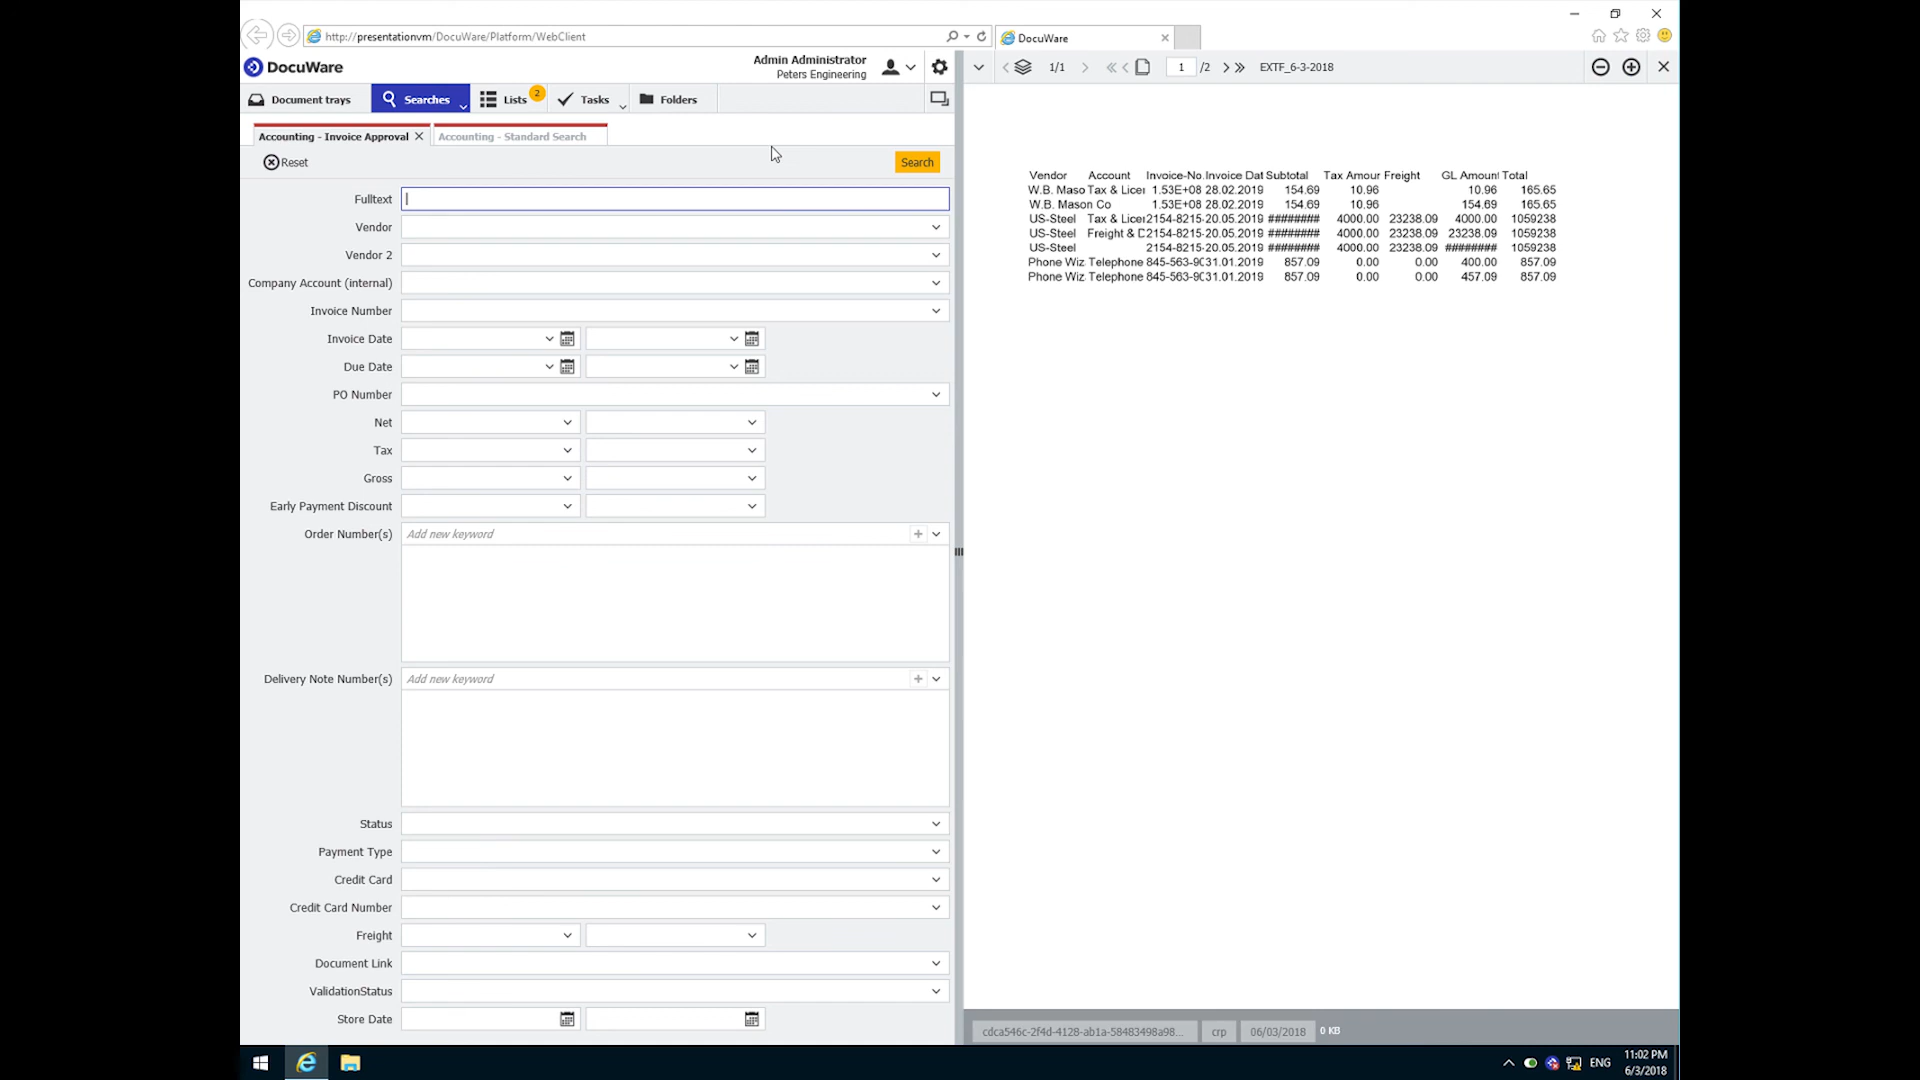 http://presentationvm/DocuWare/Platform/WebClient
DocuWare
DocuWare
Admin Administrator
Peters Engineering
Document trays
Searches
Lists
2
Tasks
Folders
Accounting - Invoice Approval
Accounting - Standard Search
Reset
Search
Fulltext
Vendor
Vendor 2
Company Account (internal)
Invoice Number
Invoice Date
Due Date
PO Number
Net
Tax
Gross
Early Payment Discount
Order Number(s)
Add new keyword
Delivery Note Number(s)
Add new keyword
Status
Payment Type
Credit Card
Credit Card Number
Freight
Document Link
ValidationStatus
Store Date
1/1
1 /2
EXTF_6-3-2018
Vendor Account Invoice-No. Invoice Dat Subtotal Tax Amour Freight GL Amount Total
W.B. Maso Tax & Licer 1.53E+08 28.02.2019 154.69 10.96 10.96 165.65
W.B. Mason Co 1.53E+08 28.02.2019 154.69 10.96 154.69 165.65
US-Steel Tax & Licer 2154-8215- 20.05.2019 ######## 4000.00 23238.09 4000.00 1059238
US-Steel Freight & D 2154-8215- 20.05.2019 ######## 4000.00 23238.09 23238.09 1059238
US-Steel 2154-8215- 20.05.2019 ######## 4000.00 23238.09 ######## 1059238
Phone Wiz Telephone 845-563-9( 31.01.2019 857.09 0.00 0.00 400.00 857.09
Phone Wiz Telephone 845-563-9( 31.01.2019 857.09 0.00 0.00 457.09 857.09
cdca546c-2f4d-4128-ab1a-58483498a98...
crp
06/03/2018
0 KB
ENG
11:02 PM
6/3/2018